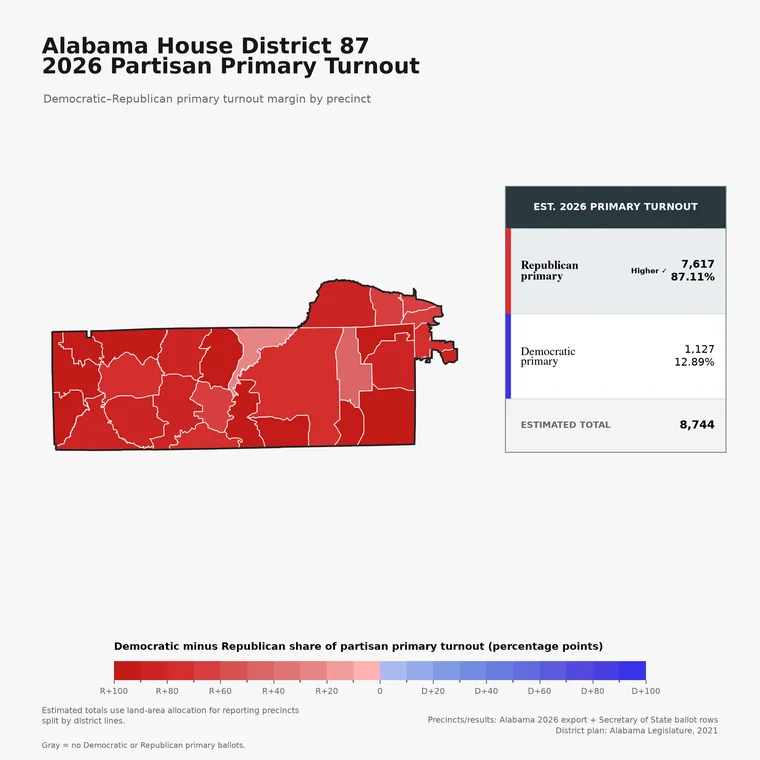 Alabama House District 87
2026 Partisan Primary Turnout
Democratic–Republican primary turnout margin by precinct
EST. 2026 PRIMARY TURNOUT
Republican
primary
Higher ✓
7,617
87.11%
Democratic
primary
1,127
12.89%
ESTIMATED TOTAL
8,744
Democratic minus Republican share of partisan primary turnout (percentage points)
R+100 R+80 R+60 R+40 R+20 0 D+20 D+40 D+60 D+80 D+100
Estimated totals use land-area allocation for reporting precincts
split by district lines.
Gray = no Democratic or Republican primary ballots.
Precincts/results: Alabama 2026 export + Secretary of State ballot rows
District plan: Alabama Legislature, 2021